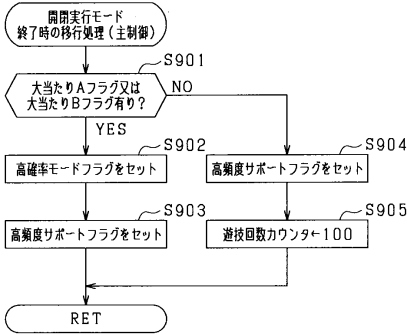 開閉実行モード
終了時の移行処理(主制御)
S901
大当たりAフラグ又は
大当たりBフラグ有り?
NO
YES
S902
高確率モードフラグをセット
S904
高頻度サポートフラグをセット
S903
高頻度サポートフラグをセット
S905
遊技回数カウンタ←100
RET